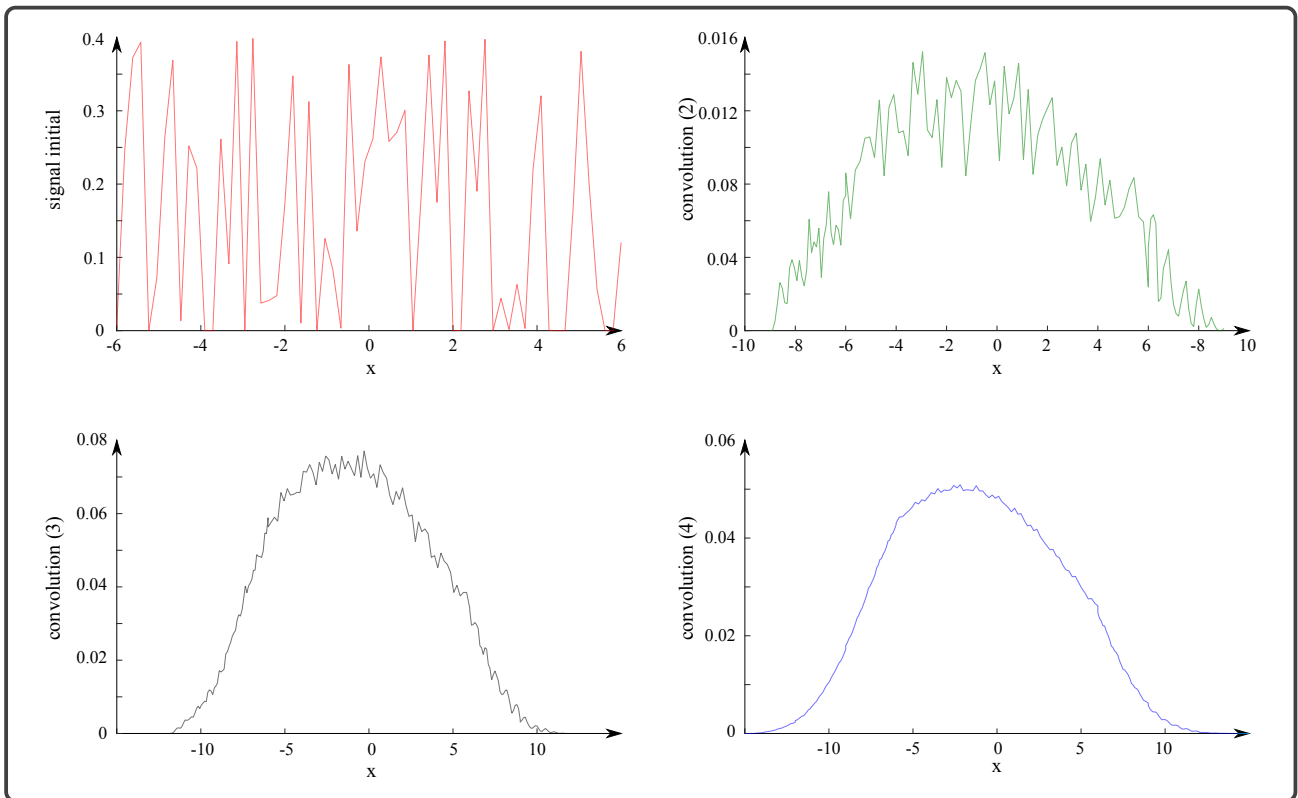 0.4
0.3
0.2
0.1
0
signal initial
-6 -4 -2 0 2 4 6
x
0.016
0.012
0.08
0.04
0
convolution (2)
-10 -8 -6 -4 -2 0 2 4 6 -8 10
x
0.08
0.06
0.04
0.02
0
convolution (3)
-10 -5 0 5 10
x
0.06
0.04
0.02
0
convolution (4)
-10 -5 0 5 10
x